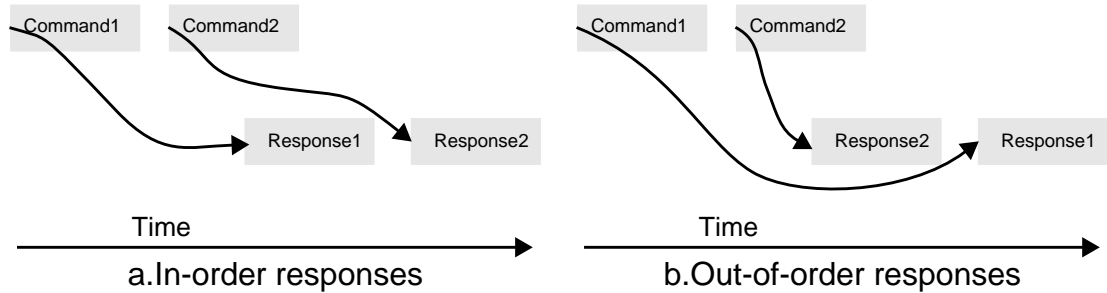 Command1
Command2
Response1
Response2
Time
a.In-order responses
Command1
Command2
Response2
Response1
Time
b.Out-of-order responses